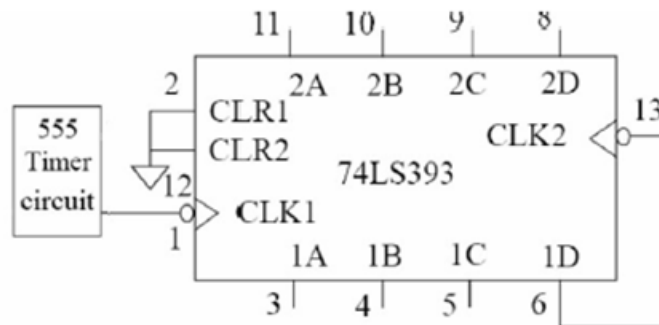 11 10 9 8
2 2A 2B 2C 2D
CLR1
13
555
CLR2
CLK2
Timer
74LS393
circuit
12
CLK1
1
1A 1B 1C 1D
3 4 5 6